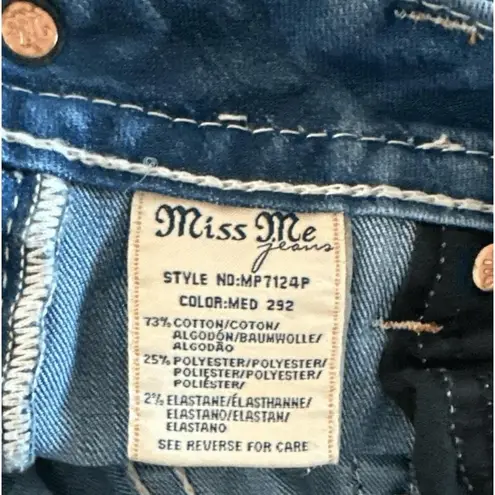 Miss Me
jeans
STYLE NO:MP7124P
COLOR:MED 292
73% COTTON/COTON/
ALGODÓN/BAUMWOLLE/
ALGODÃO
25% POLYESTER/POLYESTER/
POLIESTER/POLYESTER/
POLIÉSTER/
2% ELASTANE/ÉLASTHANNE/
ELASTANO/ELASTAN/
ELASTANO
SEE REVERSE FOR CARE